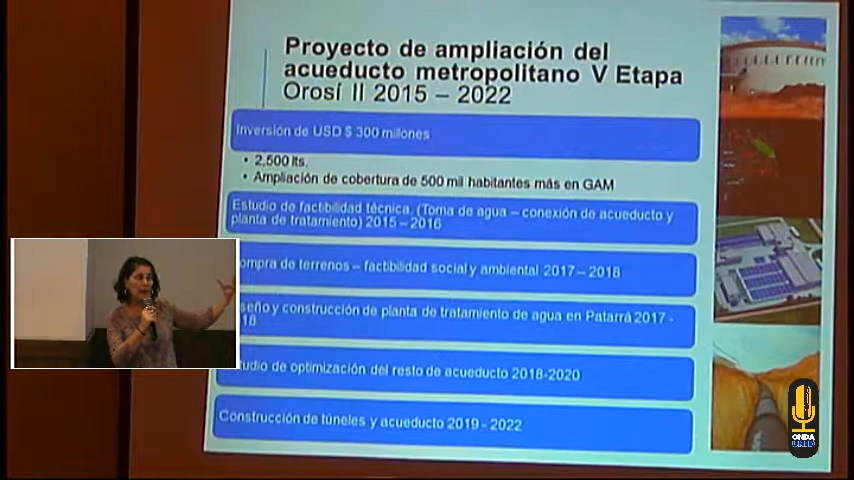 Proyecto de ampliación del
acueducto metropolitano V Etapa
Orosí II 2015 – 2022
Inversión de USD $ 300 millones
• 2,500 lts.
• Ampliación de cobertura de 500 mil habitantes más en GAM
Estudio de factibilidad técnica. (Toma de agua – conexión de acueducto y
planta de tratamiento) 2015 – 2016
ompra de terrenos – factibilidad social y ambiental 2017 – 2018
seño y construcción de planta de tratamiento de agua en Patarrá 2017 -
18
tudio de optimización del resto de acueducto 2018-2020
Construcción de túneles y acueducto 2019 - 2022
ONDA